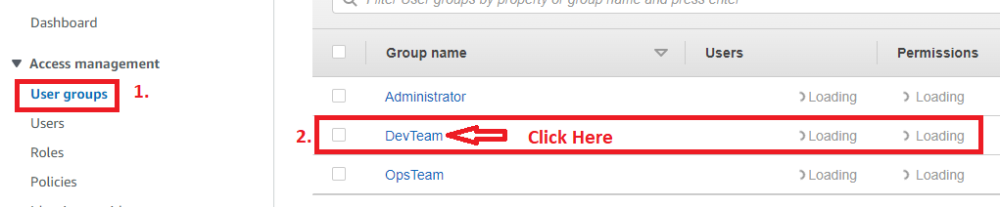 Dashboard
Access management
User groups
1.
Users
Roles
Policies
Filter User groups by property or group name and press enter
Group name
Users
Permissions
Administrator
Loading
Loading
2.
DevTeam
Click Here
Loading
Loading
OpsTeam
Loading
Loading